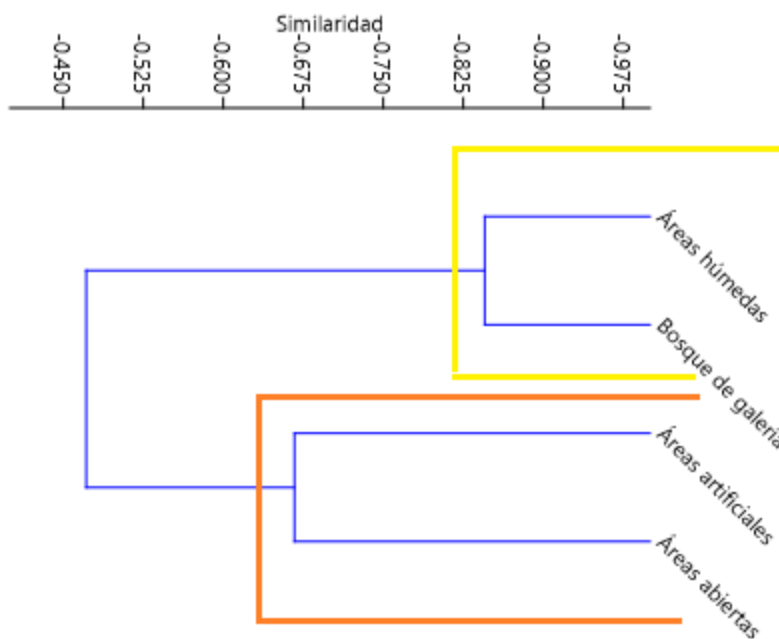 Similaridad
-0.450
-0.525
-0.600
-0.675
-0.750
-0.825
-0.900
-0.975
Áreas húmedas
Bosque de galería
Áreas artificiales
Áreas abiertas